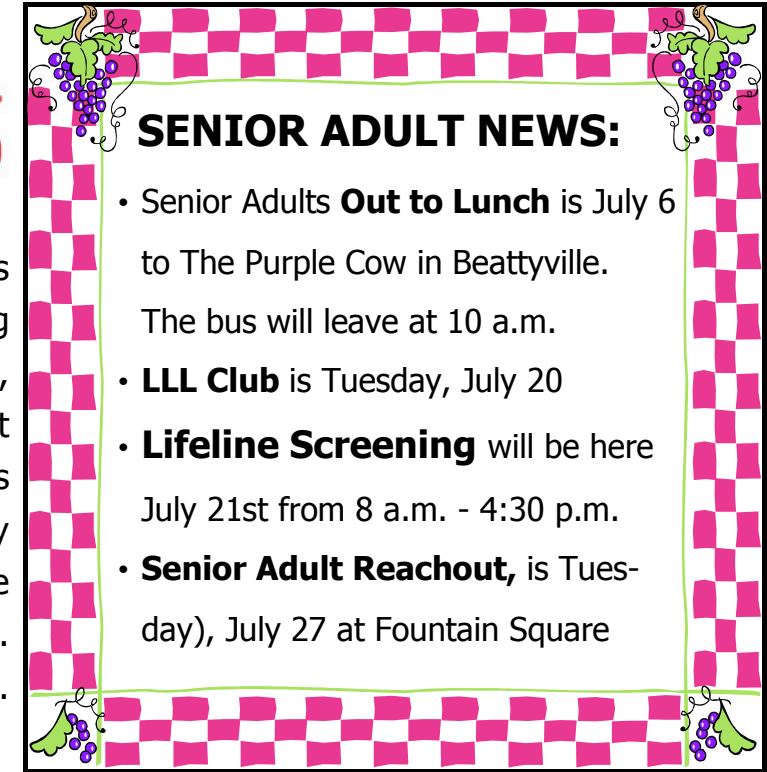 SENIOR ADULT NEWS:
• Senior Adults Out to Lunch is July 6
to The Purple Cow in Beattyville.
The bus will leave at 10 a.m.
• LLL Club is Tuesday, July 20
• Lifeline Screening will be here
July 21st from 8 a.m. - 4:30 p.m.
• Senior Adult Reachout, is Tues-
day), July 27 at Fountain Square